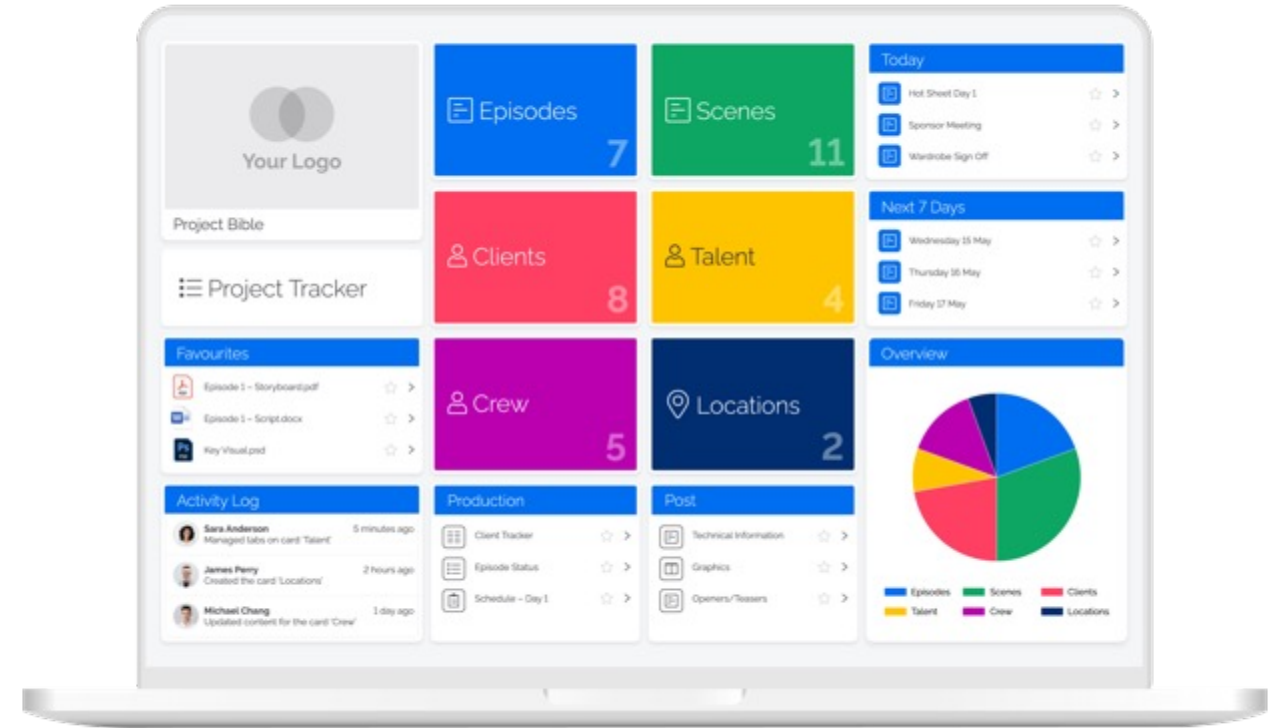 Your Logo
Project Bible
Project Tracker
Favourites
Episode 1 – Storyboard.pdf
Episode 1 – Script.docx
Key Visual.psd
Activity Log
Sara Anderson 5 minutes ago
Managed tabs on card 'Talent'
James Perry 2 hours ago
Created the card 'Locations'
Michael Chang 1 day ago
Updated content for the card 'Crew'
Episodes
7
Scenes
11
Clients
8
Talent
4
Crew
5
Locations
2
Production
Client Tracker
Episode Status
Schedule – Day 1
Post
Technical Information
Graphics
Openers/Teasers
Today
Hot Sheet Day 1
Sponsor Meeting
Wardrobe Sign Off
Next 7 Days
Wednesday 15 May
Thursday 16 May
Friday 17 May
Overview
Episodes Scenes Clients
Talent Crew Locations